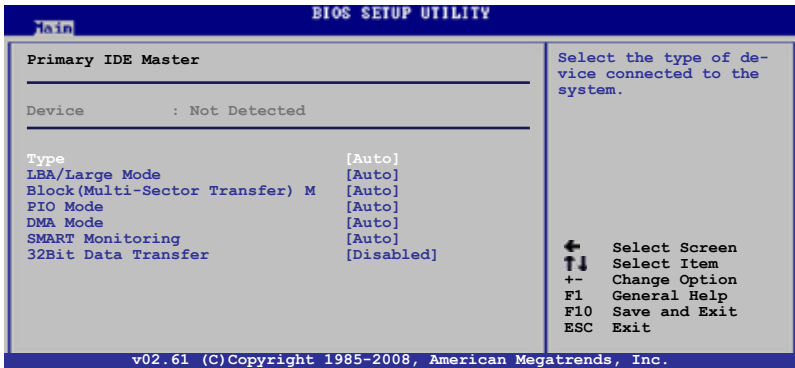 BIOS SETUP UTILITY
Main
Primary IDE Master
Device : Not Detected
Type [Auto]
LBA/Large Mode [Auto]
Block(Multi-Sector Transfer) M [Auto]
PIO Mode [Auto]
DMA Mode [Auto]
SMART Monitoring [Auto]
32Bit Data Transfer [Disabled]
Select the type of de-
vice connected to the
system.
← Select Screen
↑↓ Select Item
+- Change Option
F1 General Help
F10 Save and Exit
ESC Exit
v02.61 (C)Copyright 1985-2008, American Megatrends, Inc.